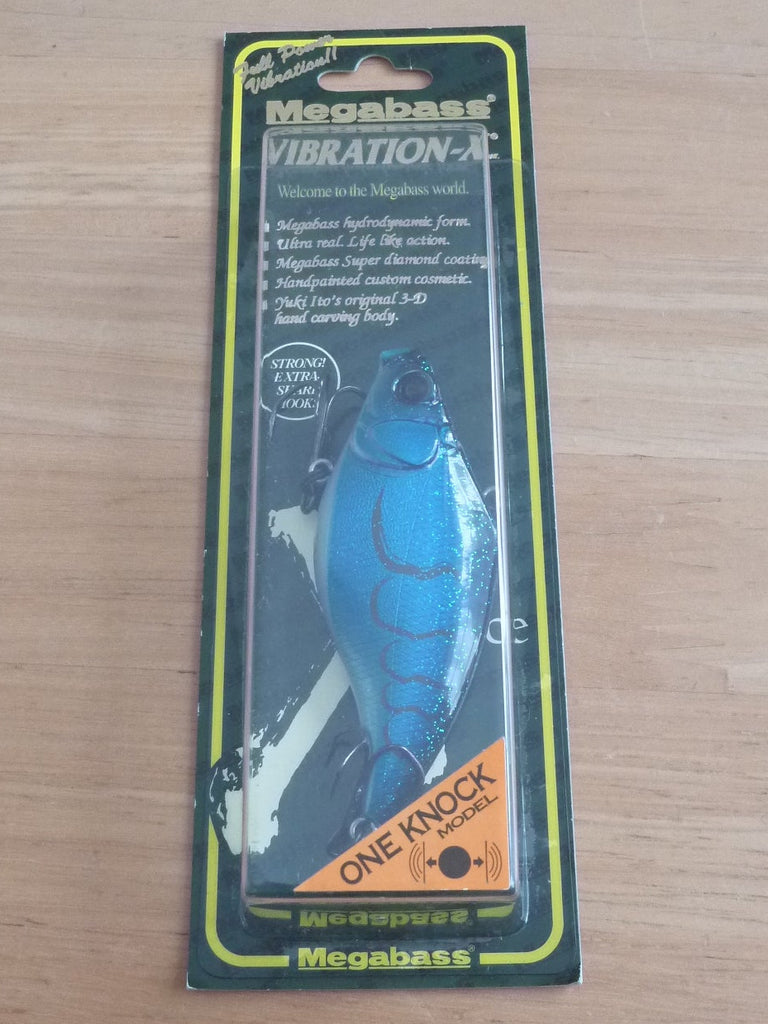 Full Power
Vibration!!
Megabass®
VIBRATION-X
Welcome to the Megabass world.
Megabass hydrodynamic form.
Ultra real. Life like action.
Megabass Super diamond coating
Handpainted custom cosmetic.
Yuki Ito's original 3-D
hand carving body.
STRONG!
EXTRA
SHARP
HOOK!
ce
ONE KNOCK
MODEL
Megabass
Megabass®